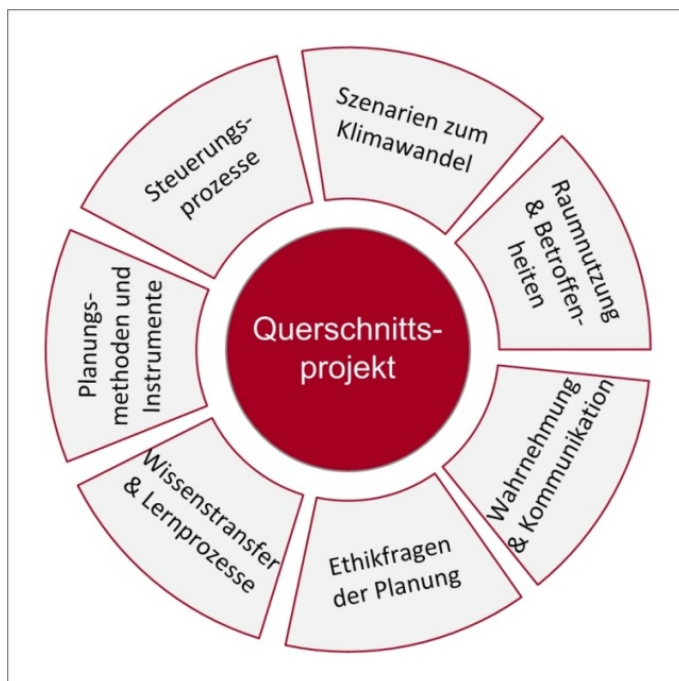 Szenarien zum
Klimawandel
Raumnutzung
& Betroffen-
heiten
Wahrnehmung
& Kommunikation
Ethikfragen
der Planung
Wissenstransfer
& Lernprozesse
Planungs-
methoden und
Instrumente
Steuerungs-
prozesse
Querschnitts-
projekt